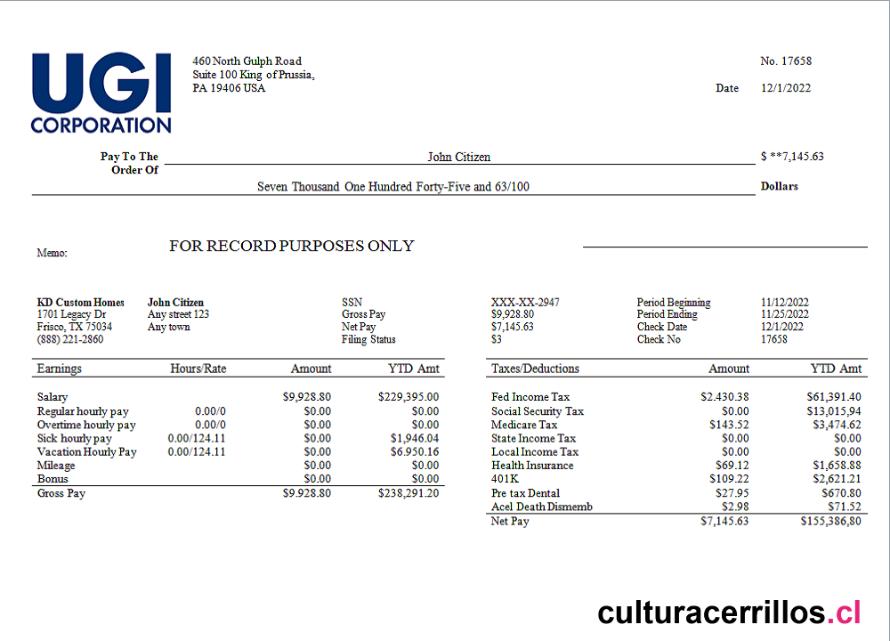 UGI
CORPORATION
460 North Gulph Road
Suite 100 King of Prussia,
PA 19406 USA
No. 17658
Date 12/1/2022
Pay To The
Order Of
John Citizen
$ **7,145.63
Seven Thousand One Hundred Forty-Five and 63/100
Dollars
Memo:
FOR RECORD PURPOSES ONLY
KD Custom Homes John Citizen SSN XXX-XX-2947 Period Beginning 11/12/2022
1701 Legacy Dr Any street 123 Gross Pay $9,928.80 Period Ending 11/25/2022
Frisco, TX 75034 Any town Net Pay $7,145.63 Check Date 12/1/2022
(888) 221-2860 Filing Status $3 Check No 17658
Earnings Hours/Rate Amount YTD Amt Taxes/Deductions Amount YTD Amt
Salary $9,928.80 $229,395.00 Fed Income Tax $2.430.38 $61,391.40
Regular hourly pay 0.00/0 $0.00 $0.00 Social Security Tax $0.00 $13,015,94
Overtime hourly pay 0.00/0 $0.00 $0.00 Medicare Tax $143.52 $3,474.62
Sick hourly pay 0.00/124.11 $0.00 $1,946.04 State Income Tax $0.00 $0.00
Vacation Hourly Pay 0.00/124.11 $0.00 $6.950.16 Local Income Tax $0.00 $0.00
Mileage $0.00 $0.00 Health Insurance $69.12 $1,658.88
Bonus $0.00 $0.00 401K $109.22 $2,621.21
Gross Pay $9.928.80 $238,291.20 Pre tax Dental $27.95 $670.80
Acel Death Dismemb $2.98 $71.52
Net Pay $7,145.63 $155,386,80
culturacerrillos.cl